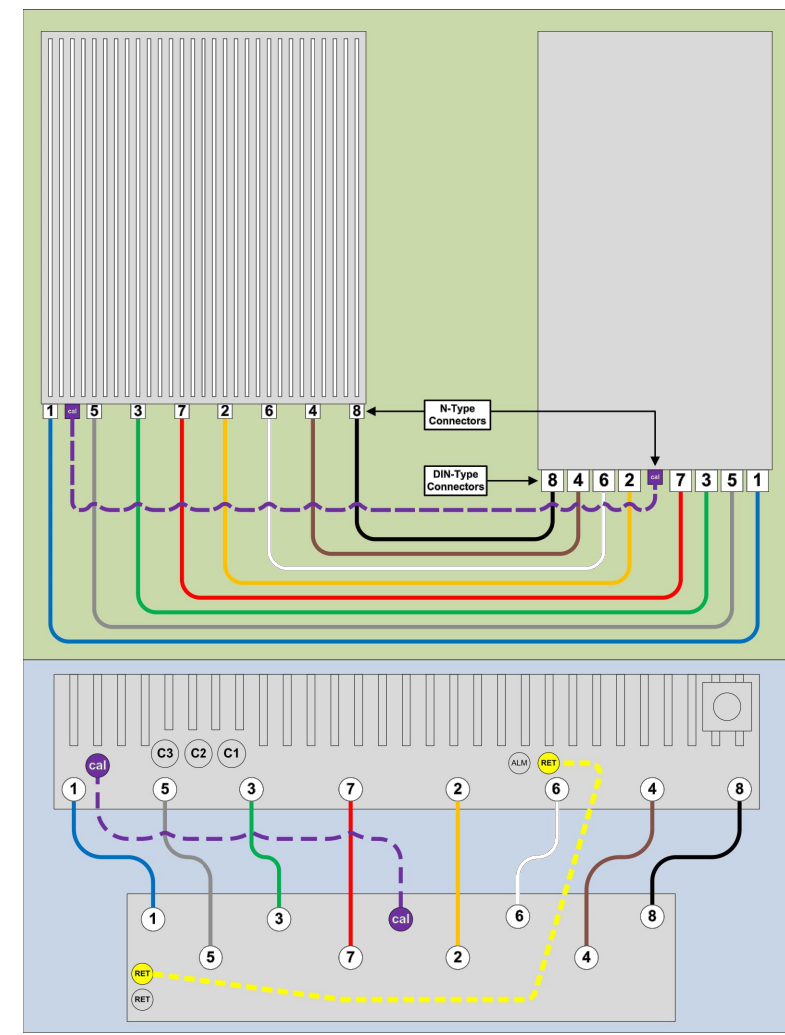 1 cal 5 3 7 2 6 4 8
N-Type
Connectors
DIN-Type
Connectors
8 4 6 2 cal 7 3 5 1
C3 C2 C1
ALM RET
cal
1 5 3 7 2 6 4 8
1 3 cal 6 8
5 7 2 4
RET
RET